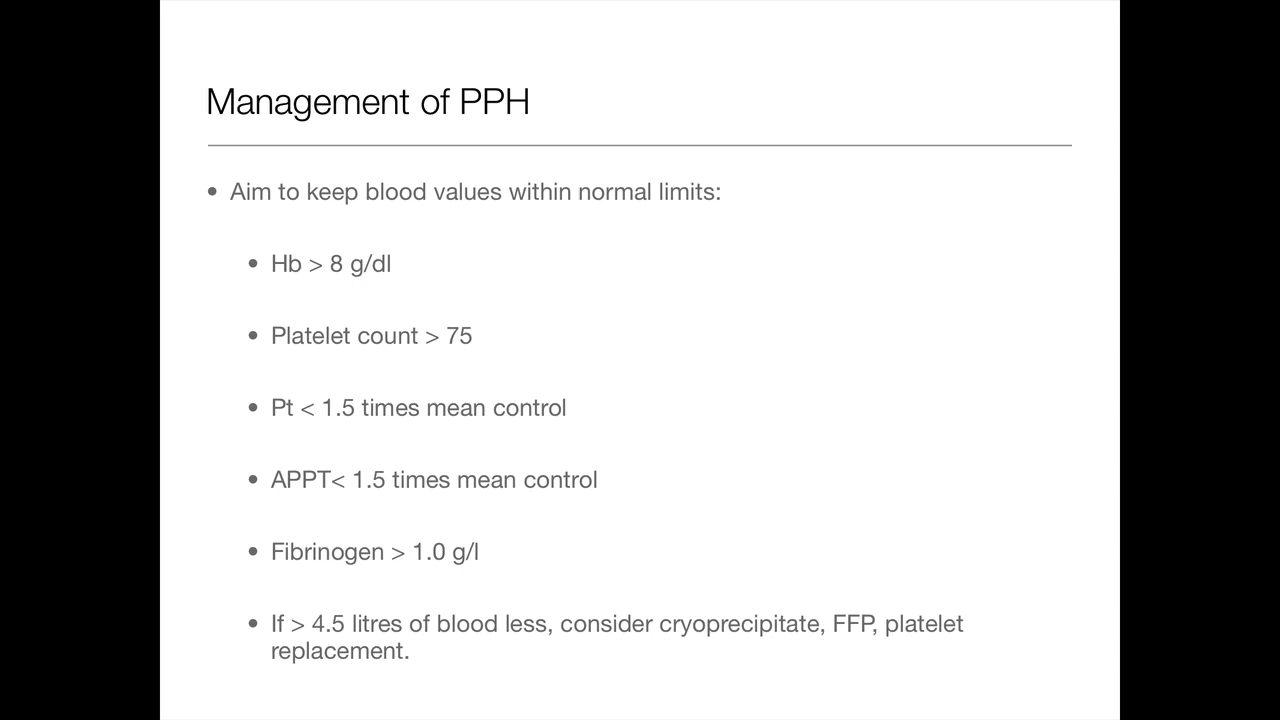 Management of PPH
• Aim to keep blood values within normal limits:
• Hb > 8 g/dl
• Platelet count > 75
• Pt < 1.5 times mean control
• APPT< 1.5 times mean control
• Fibrinogen > 1.0 g/l
• If > 4.5 litres of blood less, consider cryoprecipitate, FFP, platelet
replacement.